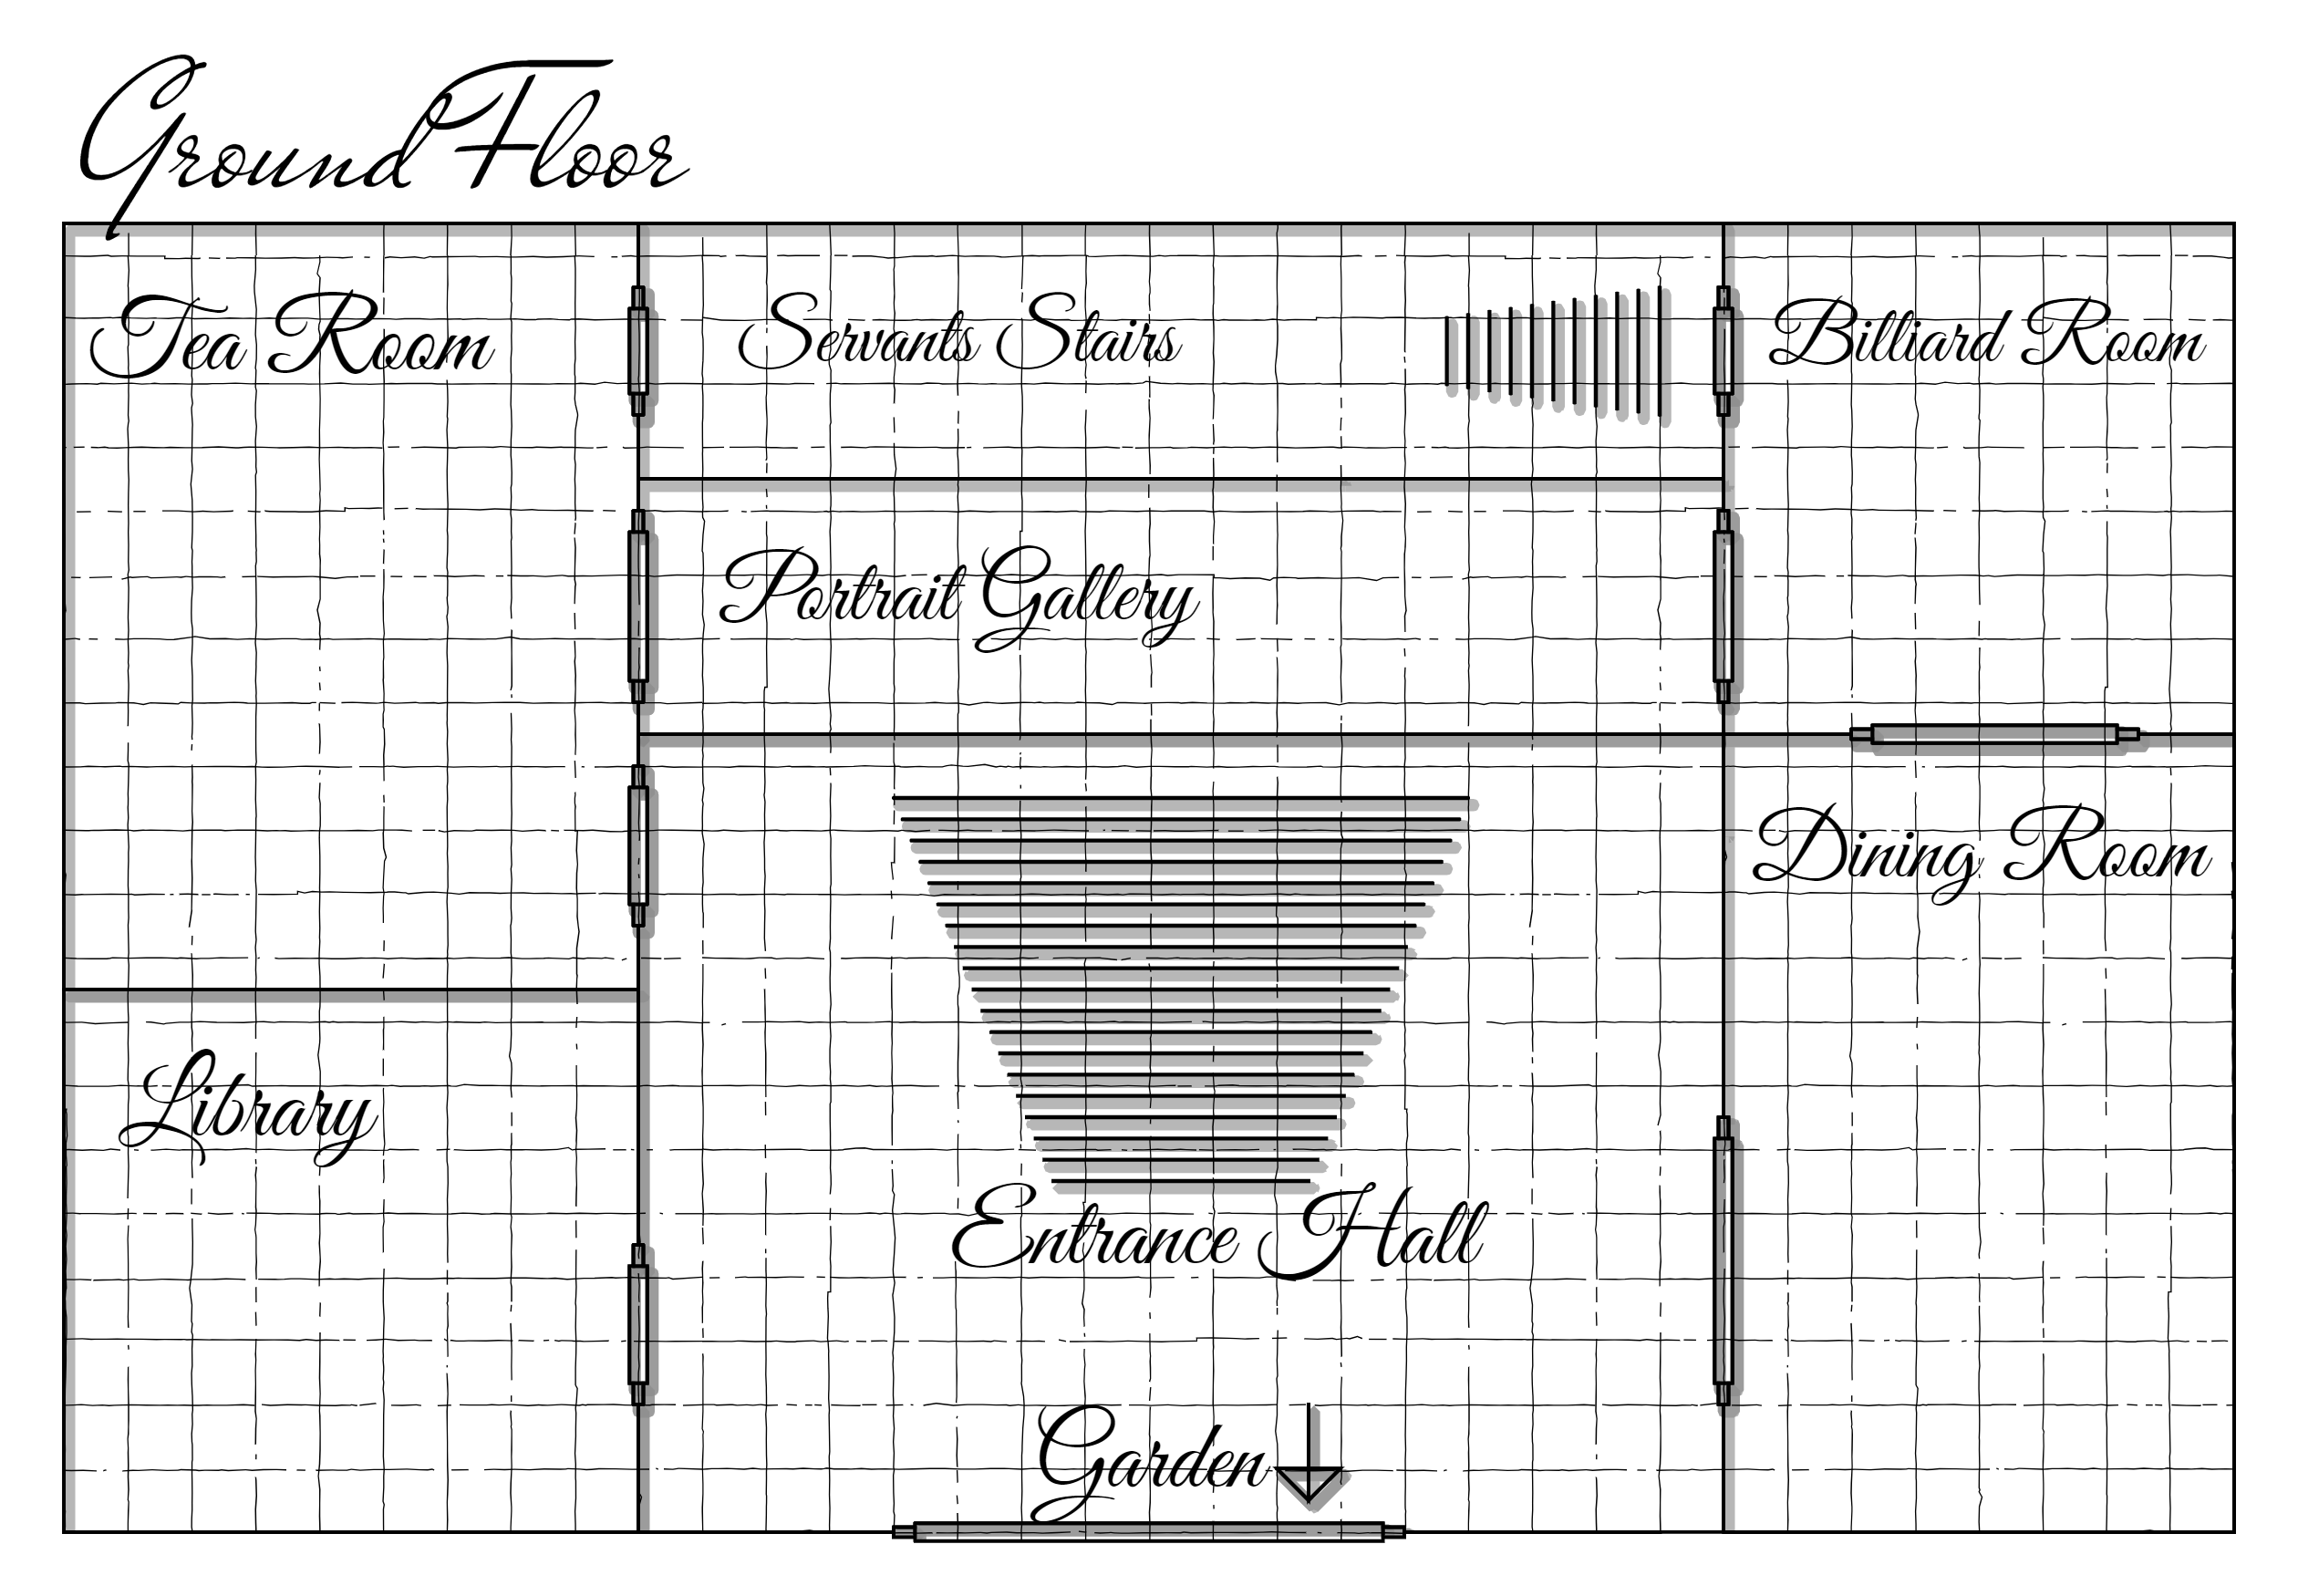 Ground Floor
Tea Room
Servants Stairs
Billiard Room
Portrait Gallery
Dining Room
Library
Entrance Hall
Garden